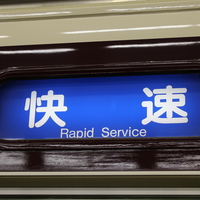 快速
Rapid Service